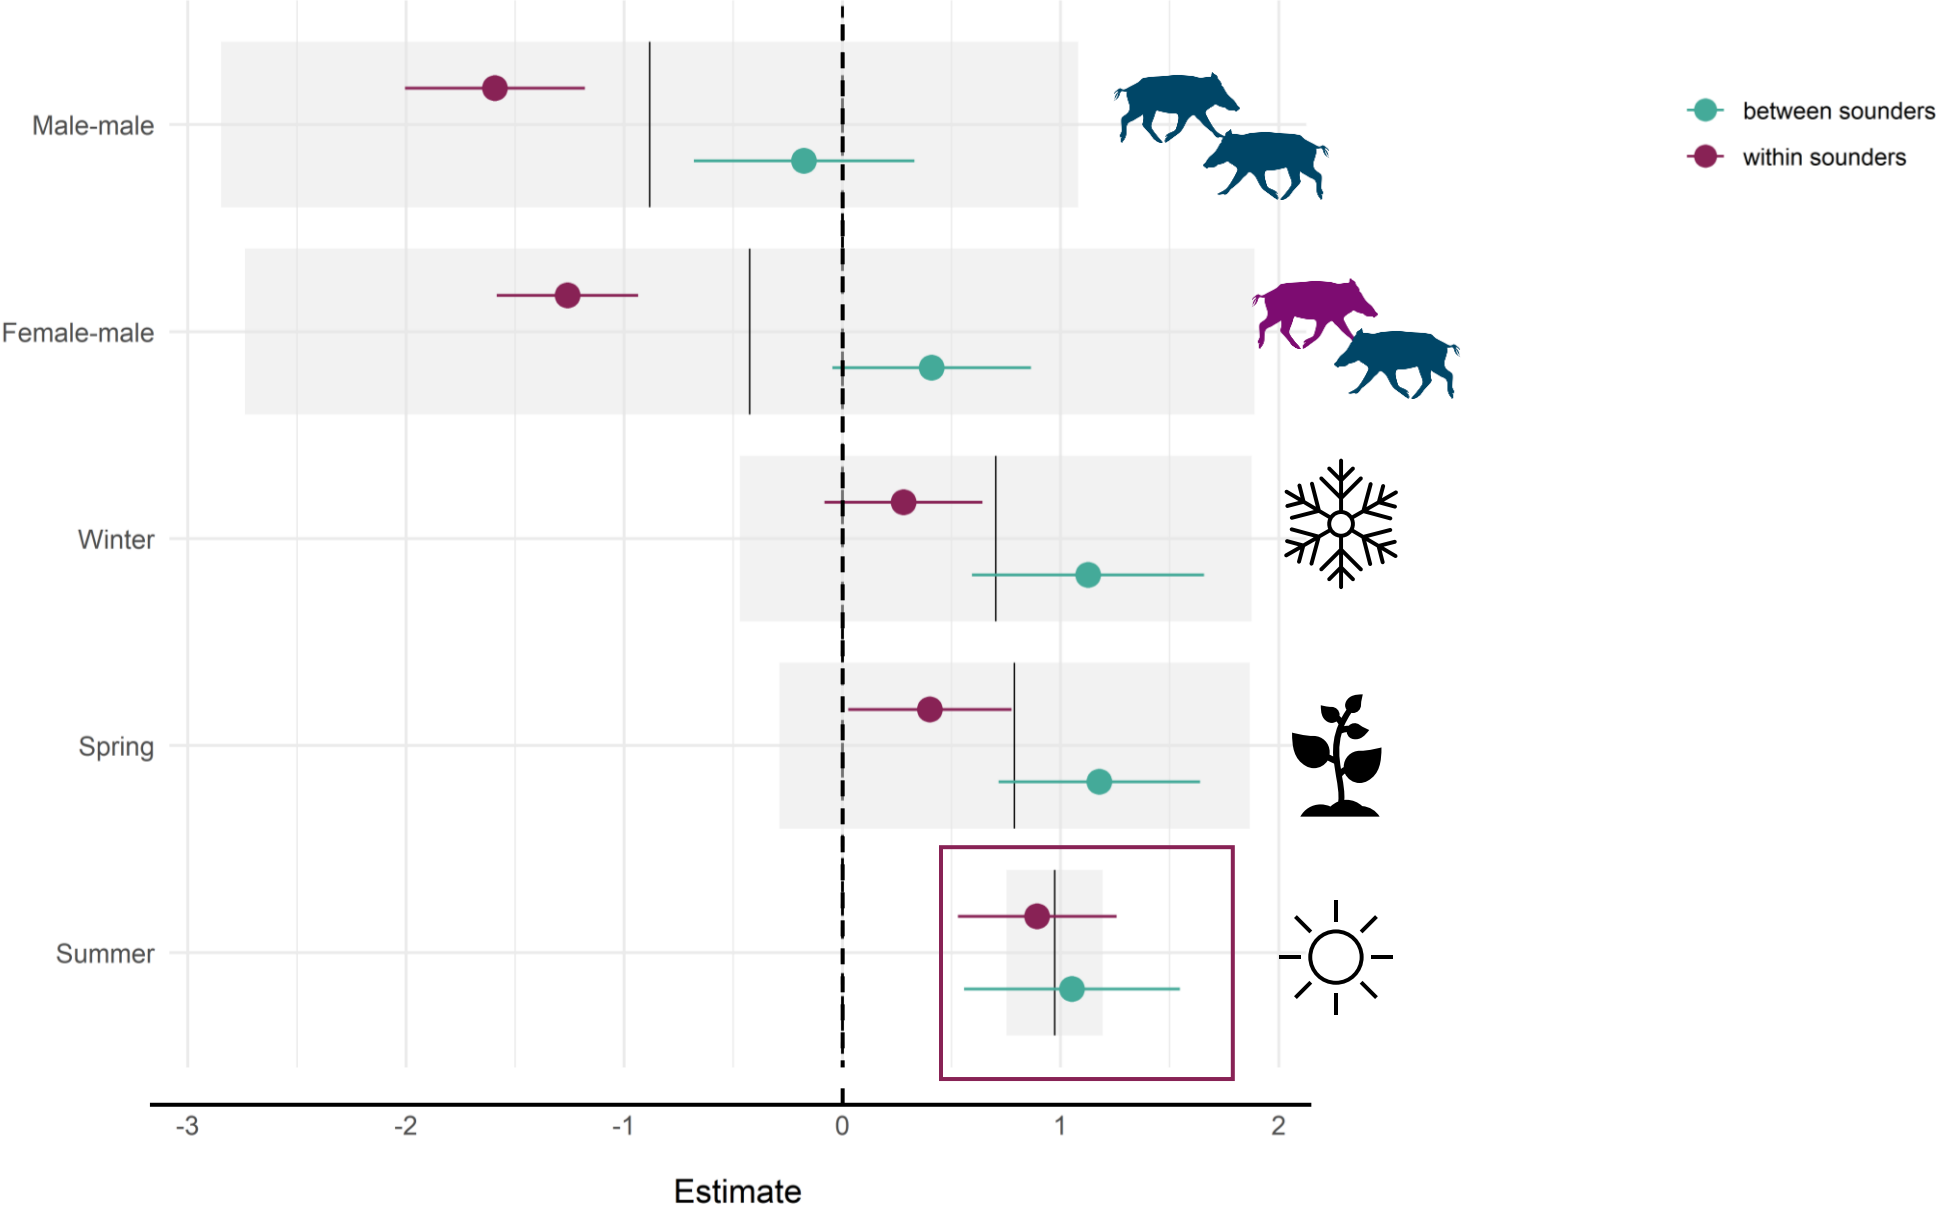 Male-male
Female-male
Winter
Spring
Summer
between sounders
within sounders
-3 -2 -1 0 1 2
Estimate